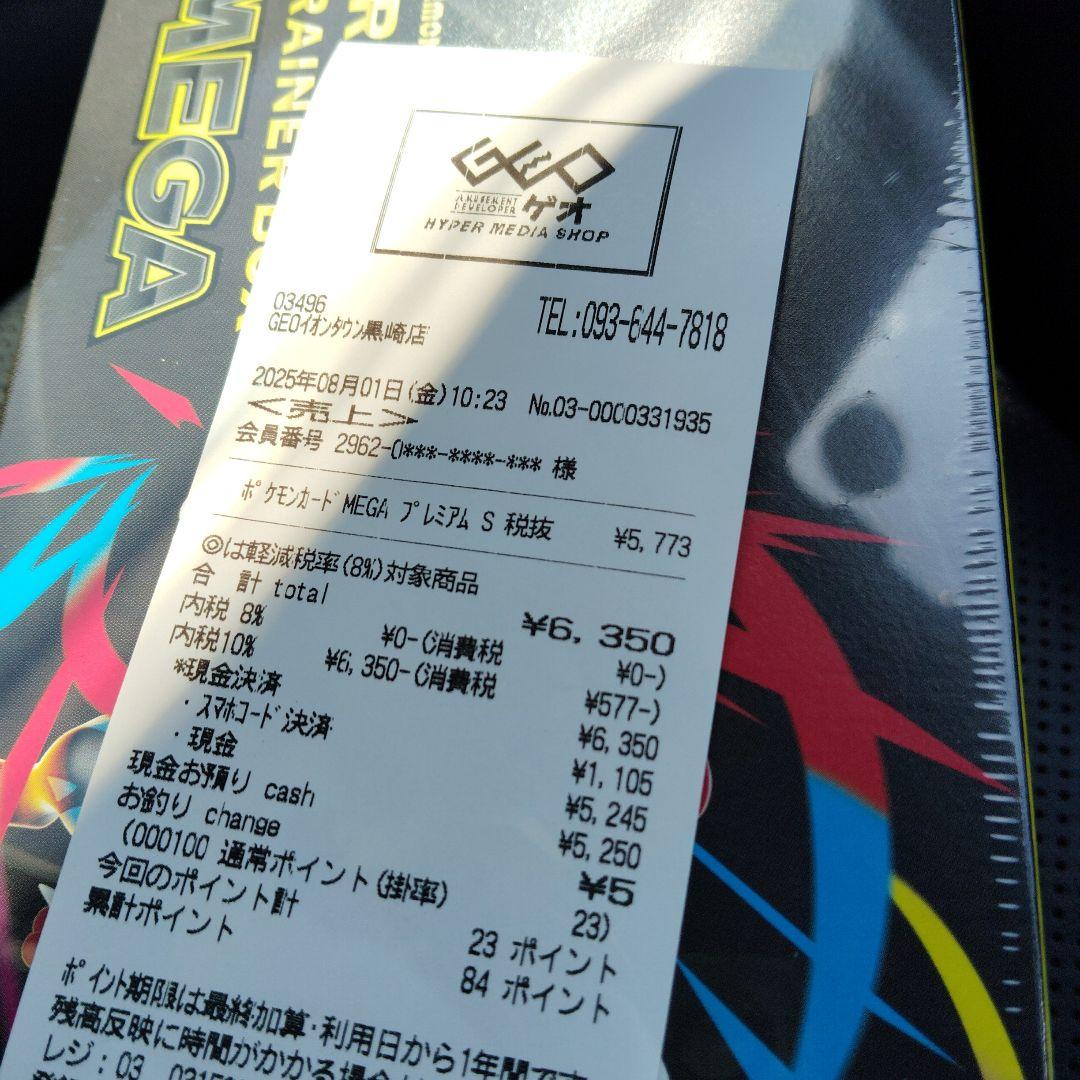 MEGA
TRAINER BOX
GEO
AMUSEMENT
DEVELOPER
ゲオ
HYPER MEDIA SHOP
03496
GEOイオンタウン黒崎店
TEL:093-644-7818
2025年08月01日(金)10:23 No.03-0000331935
<売上>
会員番号 2962-0***-****-*** 様
ポケモンカードMEGA プレミアム S 税抜 ¥5,773
◎は軽減税率(8%)対象商品
合 計 total ¥6,350
内税 8% ¥0-(消費税 ¥0-)
内税10% ¥6,350-(消費税 ¥577-)
*現金決済 ¥6,350
・スマホコード決済 ¥1,105
・現金 ¥5,245
現金お預り cash ¥5,250
お釣り change ¥5
(000100 通常ポイント(掛率) 23)
今回のポイント計 23 ポイント
累計ポイント 84 ポイント
ポイント期限は最終加算・利用日から1年間です
残高反映に時間がかかる場合
レジ:03